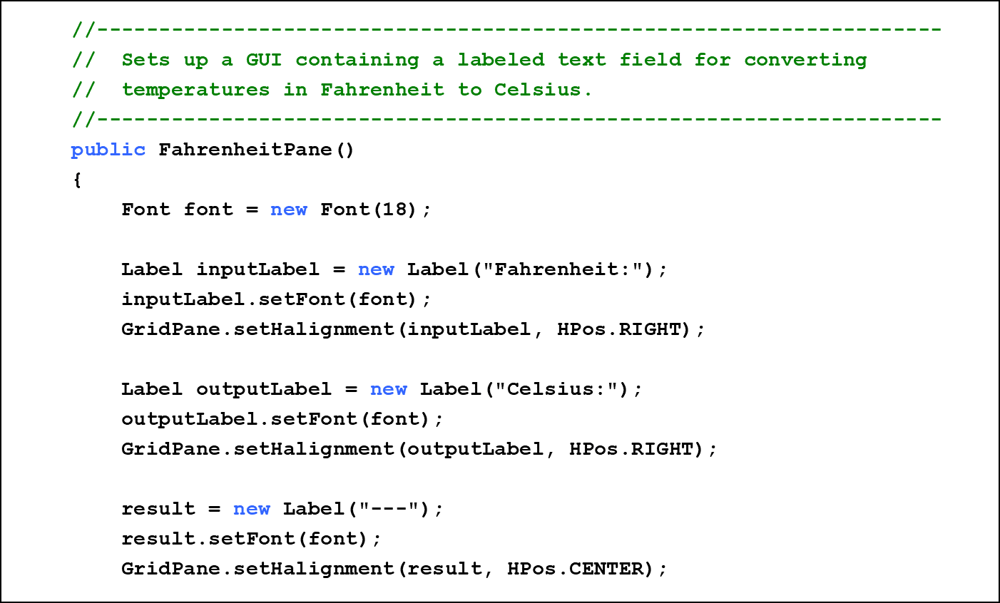 //--------------------------------------------------------------------
//  Sets up a GUI containing a labeled text field for converting
//  temperatures in Fahrenheit to Celsius.
//--------------------------------------------------------------------
public FahrenheitPane()
{
    Font font = new Font(18);

    Label inputLabel = new Label("Fahrenheit:");
    inputLabel.setFont(font);
    GridPane.setHalignment(inputLabel, HPos.RIGHT);

    Label outputLabel = new Label("Celsius:");
    outputLabel.setFont(font);
    GridPane.setHalignment(outputLabel, HPos.RIGHT);

    result = new Label("---");
    result.setFont(font);
    GridPane.setHalignment(result, HPos.CENTER);